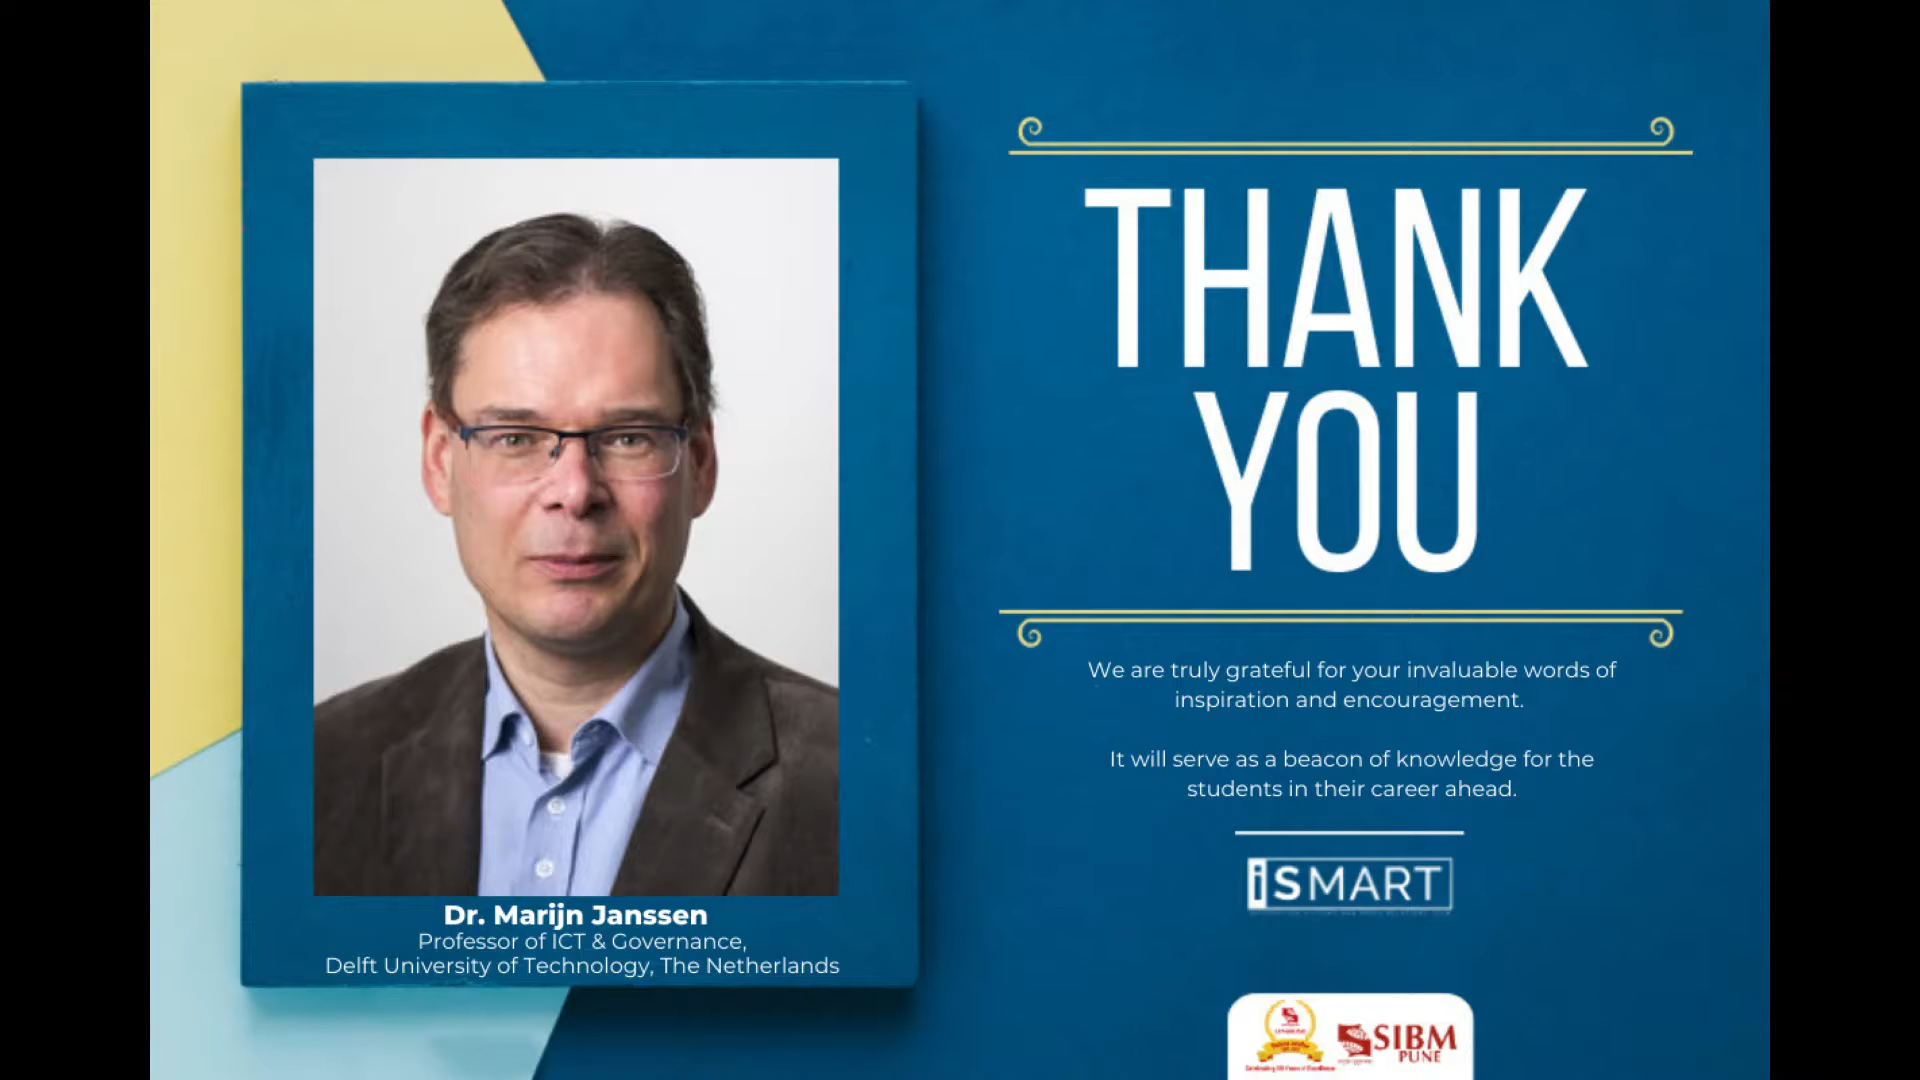 THANK
YOU
We are truly grateful for your invaluable words of
inspiration and encouragement.
It will serve as a beacon of knowledge for the
students in their career ahead.
iSMART
Dr. Marijn Janssen
Professor of ICT & Governance,
Delft University of Technology, The Netherlands
SIBM
PUNE